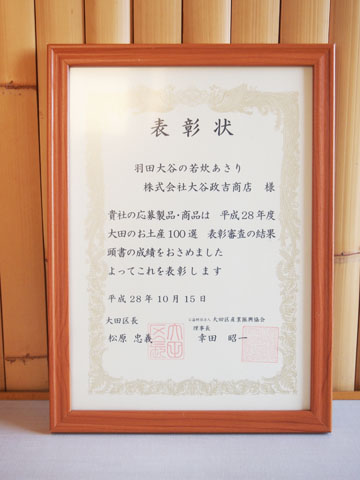 表彰状
羽田大谷の若炊あさり
株式会社大谷政吉商店 様
貴社の応募製品・商品は 平成28年度
大田のお土産100選 表彰審査の結果
頭書の成績をおさめました
よってこれを表彰します
平成28年10月15日
大田区長
松原 忠義
公益財団法人 大田区産業振興協会
理事長
幸田 昭一